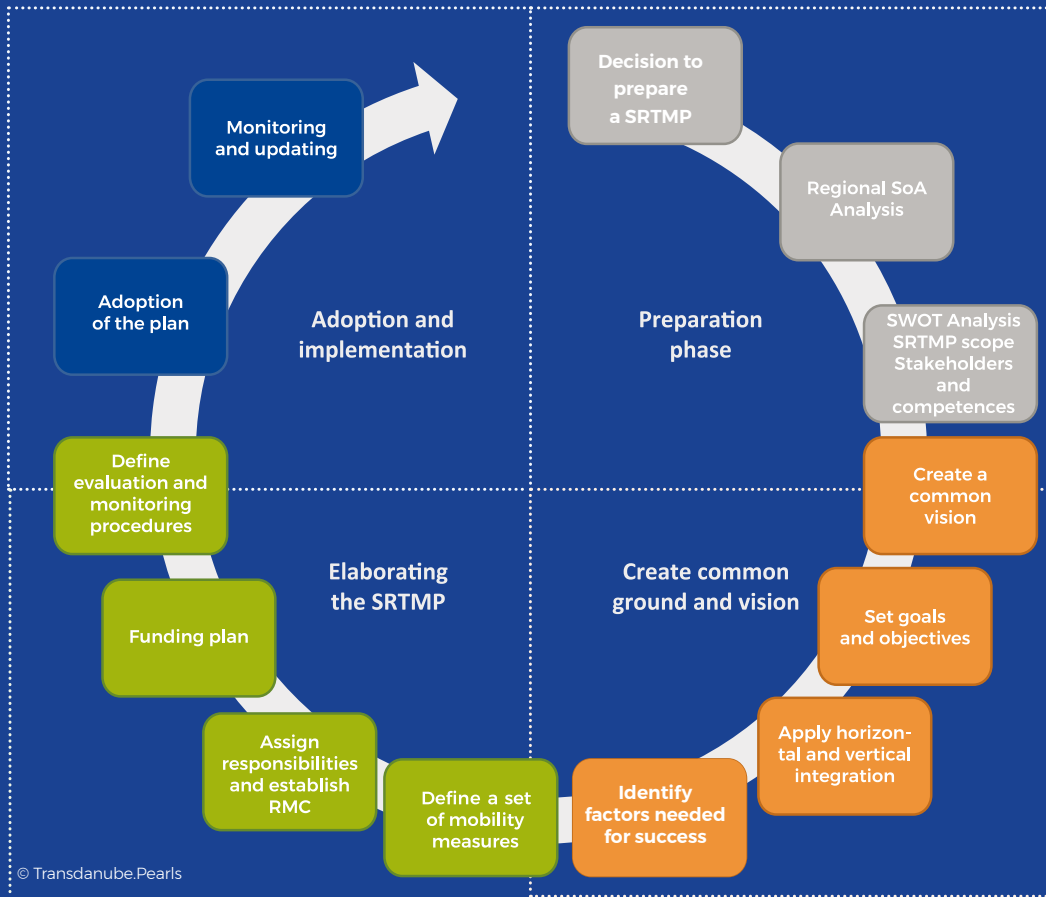 Decision to
prepare
a SRTMP
Regional SoA
Analysis
SWOT Analysis
SRTMP scope
Stakeholders
and
competences
Preparation
phase
Create a
common
vision
Set goals
and objectives
Apply horizon-
tal and vertical
integration
Identify
factors needed
for success
Create common
ground and vision
Define a set
of mobility
measures
Assign
responsibilities
and establish
RMC
Funding plan
Define
evaluation and
monitoring
procedures
Elaborating
the SRTMP
Adoption
of the plan
Monitoring
and updating
Adoption and
implementation
© Transdanube.Pearls